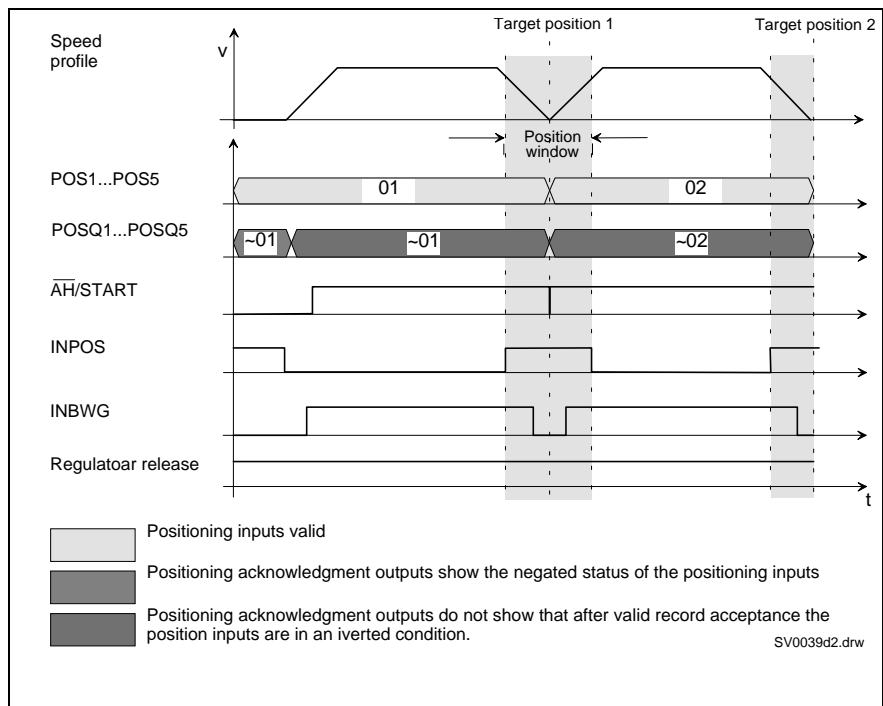 Target position 1
Target position 2
Speed
profile
v
Position
window
POS1...POS5
01
02
POSQ1...POSQ5
~01
~01
~02
AH/START
INPOS
INBWG
Regulatoar release
t
Positioning inputs valid
Positioning acknowledgment outputs show the negated status of the positioning inputs
Positioning acknowledgment outputs do not show that after valid record acceptance the
position inputs are in an iverted condition.
SV0039d2.drw